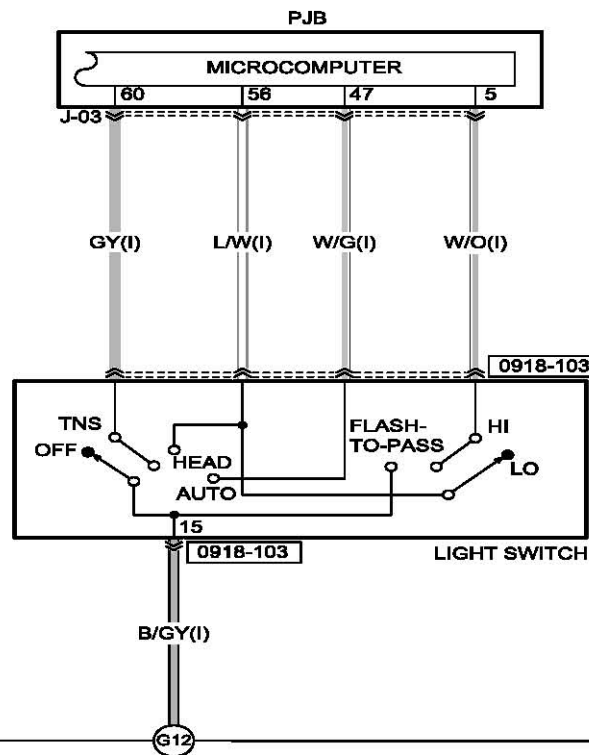 PJB
MICROCOMPUTER
60 56 47 5
J-03
GY(I) L/W(I) W/G(I) W/O(I)
0918-103
TNS
OFF
HEAD
AUTO
FLASH-
TO-PASS
HI
LO
15
0918-103
LIGHT SWITCH
B/GY(I)
G12